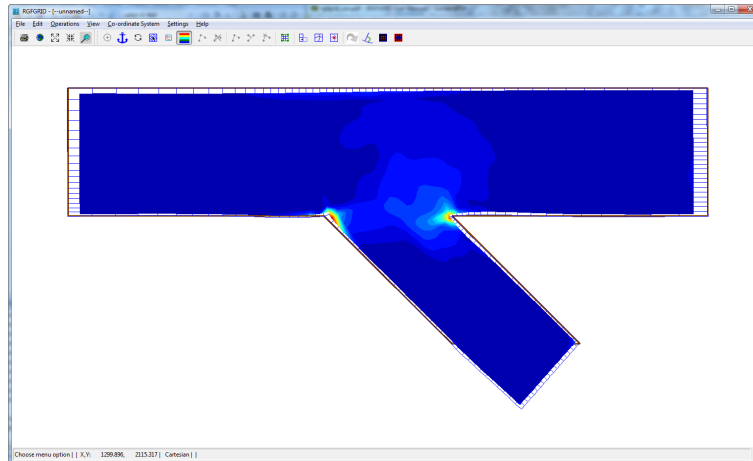 RGFGRID - [--unnamed--]
File Edit Operations View Co-ordinate System Settings Help
Choose menu option | | X,Y: 1299.896, 2115.317 | Cartesian | |